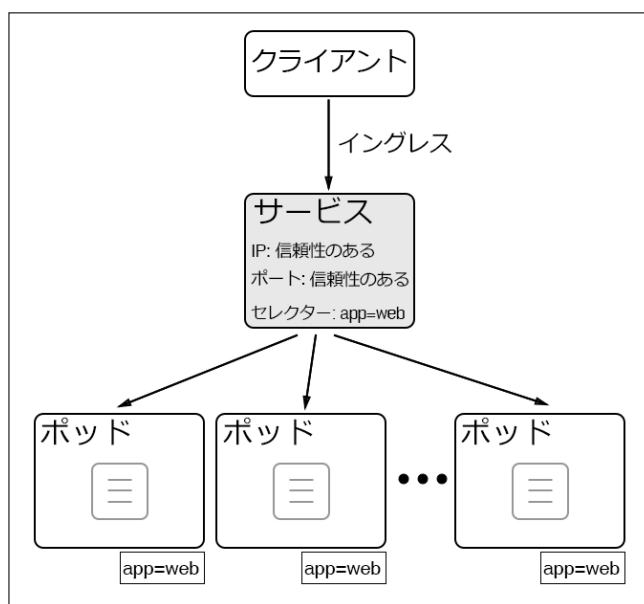 クライアント
イングレス
サービス
IP: 信頼性のある
ポート: 信頼性のある
セレクター: app=web
ポッド
ポッド
ポッド
app=web
app=web
app=web